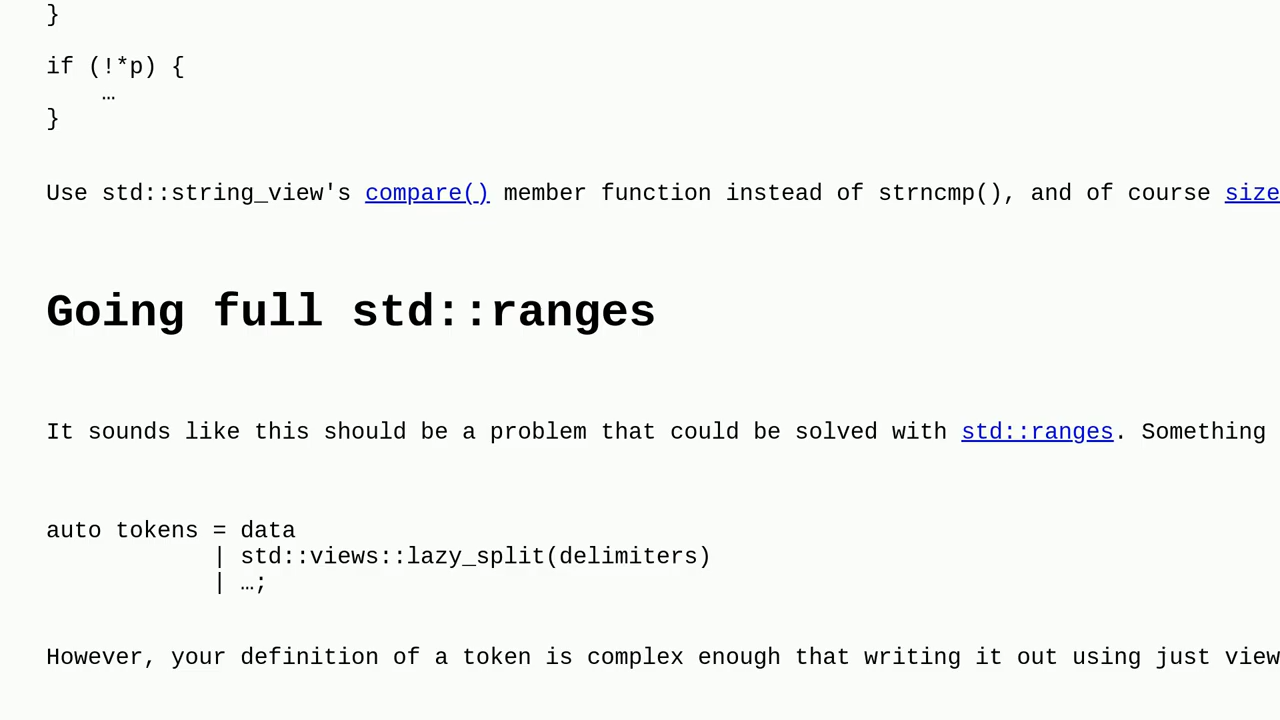 }
if (!*p) {
    …
}
Use std::string_view's compare() member function instead of strncmp(), and of course size
Going full std::ranges
It sounds like this should be a problem that could be solved with std::ranges. Something
auto tokens = data
            | std::views::lazy_split(delimiters)
            | …;
However, your definition of a token is complex enough that writing it out using just view